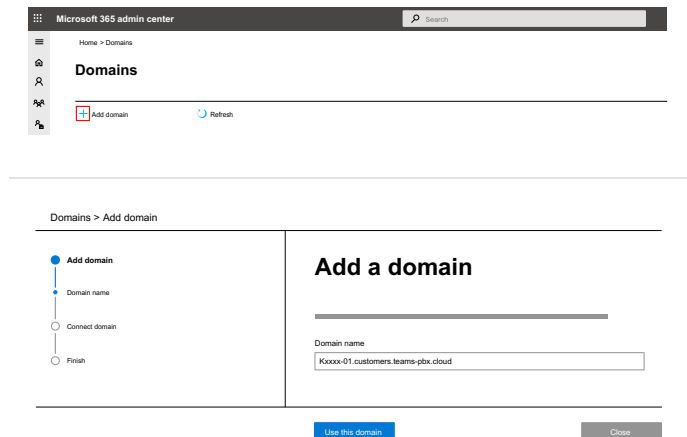 Microsoft 365 admin center
Search
Home > Domains
Domains
Add domain
Refresh
Domains > Add domain
Add domain
Domain name
Connect domain
Finish
Add a domain
Domain name
Kxxxx-01.customers.teams-pbx.cloud
Use this domain
Close